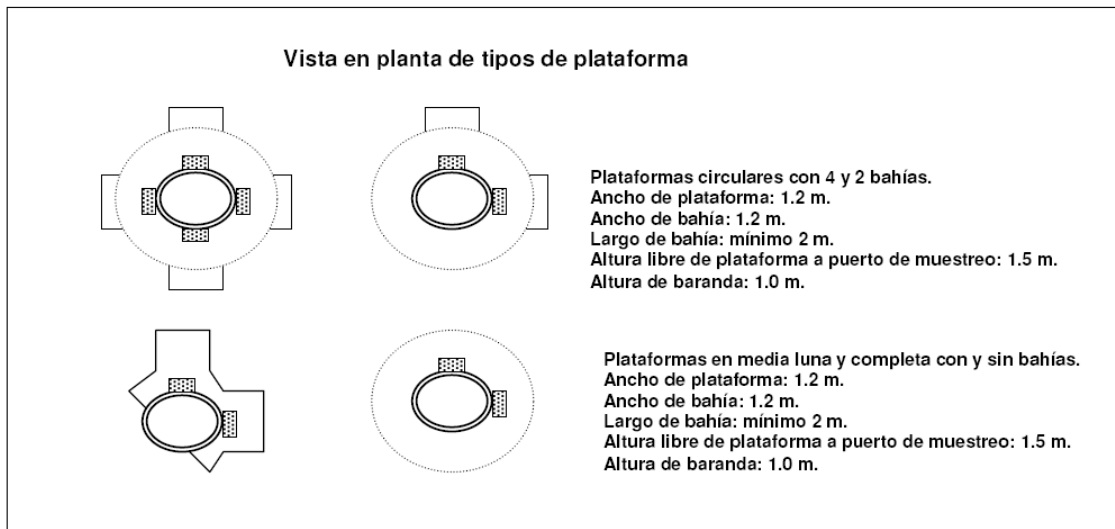 Vista en planta de tipos de plataforma
Plataformas circulares con 4 y 2 bahías.
Ancho de plataforma: 1.2 m.
Ancho de bahía: 1.2 m.
Largo de bahía: mínimo 2 m.
Altura libre de plataforma a puerto de muestreo: 1.5 m.
Altura de baranda: 1.0 m.
Plataformas en media luna y completa con y sin bahías.
Ancho de plataforma: 1.2 m.
Ancho de bahía: 1.2 m.
Largo de bahía: mínimo 2 m.
Altura libre de plataforma a puerto de muestreo: 1.5 m.
Altura de baranda: 1.0 m.